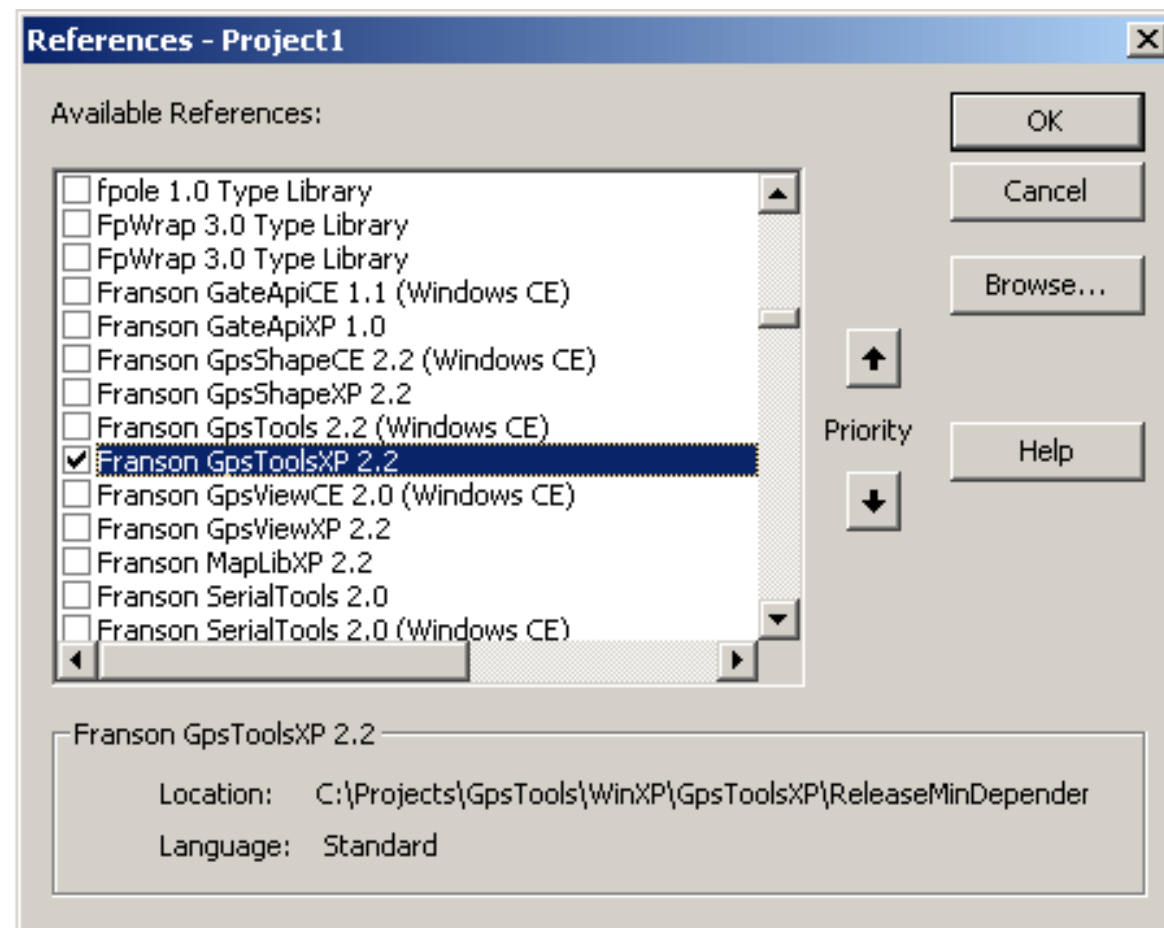 References - Project1
Available References:
OK
fpole 1.0 Type Library
Cancel
FpWrap 3.0 Type Library
FpWrap 3.0 Type Library
Browse...
Franson GateApiCE 1.1 (Windows CE)
Franson GateApiXP 1.0
Franson GpsShapeCE 2.2 (Windows CE)
Franson GpsShapeXP 2.2
Franson GpsTools 2.2 (Windows CE)
Priority
Franson GpsToolsXP 2.2
Help
Franson GpsViewCE 2.0 (Windows CE)
Franson GpsViewXP 2.2
Franson MapLibXP 2.2
Franson SerialTools 2.0
Franson SerialTools 2.0 (Windows CE)
Franson GpsToolsXP 2.2
Location: C:\Projects\GpsTools\WinXP\GpsToolsXP\ReleaseMinDepender
Language: Standard